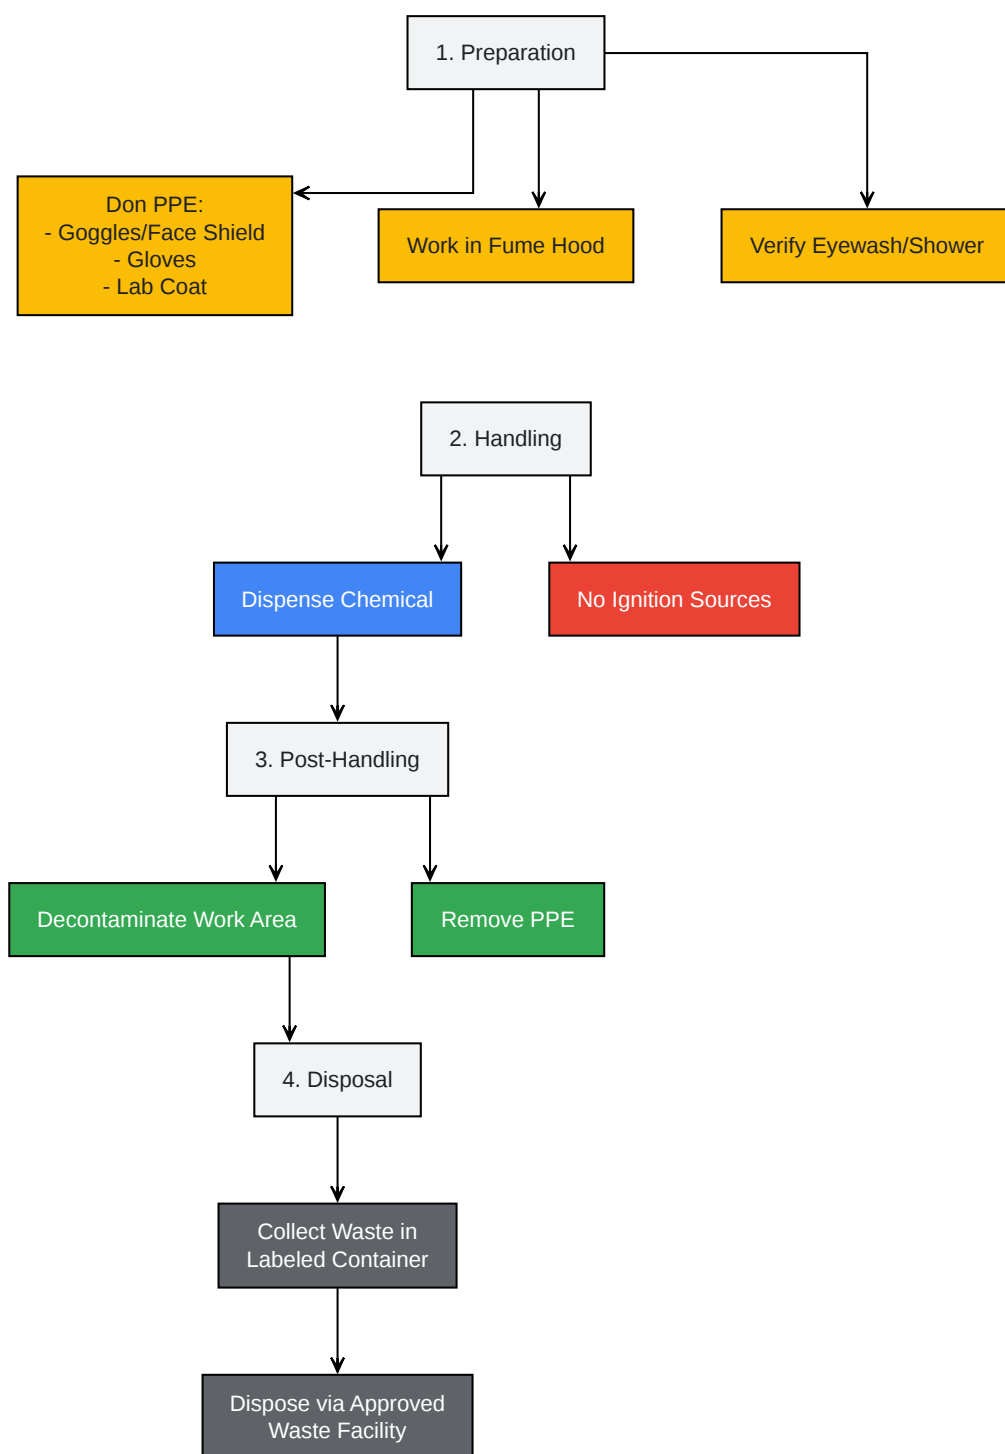 1. Preparation
Don PPE:
- Goggles/Face Shield
- Gloves
- Lab Coat
Work in Fume Hood
Verify Eyewash/Shower
2. Handling
Dispense Chemical
No Ignition Sources
3. Post-Handling
Decontaminate Work Area
Remove PPE
4. Disposal
Collect Waste in
Labeled Container
Dispose via Approved
Waste Facility